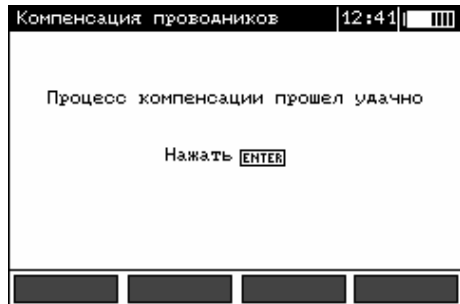 Компенсация проводников 12:41
Процесс компенсации прошел удачно
Нажать ENTER